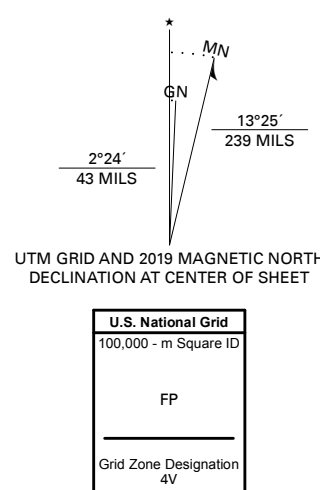 ★
MN
GN
13°25´
239 MILS
2°24´
43 MILS
UTM GRID AND 2019 MAGNETIC NORTH
DECLINATION AT CENTER OF SHEET
U.S. National Grid
100,000 - m Square ID
FP
Grid Zone Designation
4V